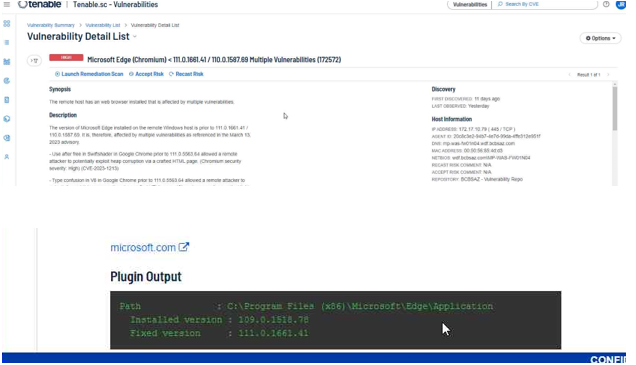 tenable
Tenable.sc - Vulnerabilities
Vulnerabilities
Search By CVE
JR
Vulnerability Summary > Vulnerability List > Vulnerability Detail List
Vulnerability Detail List
Options
Microsoft Edge (Chromium) < 111.0.1661.41 / 110.0.1587.69 Multiple Vulnerabilities (172572)
Launch Remediation Scan
Accept Risk
Recast Risk
Result 1 of 1
Synopsis
The remote host has an web browser installed that is affected by multiple vulnerabilities.
Description
The version of Microsoft Edge installed on the remote Windows host is prior to 111.0.1661.41 /
110.0.1587.69. It is, therefore, affected by multiple vulnerabilities as referenced in the March 13,
2023 advisory.
- Use after free in Swiftshader in Google Chrome prior to 111.0.5563.64 allowed a remote
attacker to potentially exploit heap corruption via a crafted HTML page. (Chromium security
severity: High) (CVE-2023-1213)
- Type confusion in V8 in Google Chrome prior to 111.0.5563.64 allowed a remote attacker to
Discovery
FIRST DISCOVERED: 11 days ago
LAST OBSERVED: Yesterday
Host Information
IP ADDRESS: 172.17.10.79 ( 445 / TCP )
AGENT ID:
DNS:
MAC ADDRESS:
NETBIOS:
RECAST RISK COMMENT: N/A
ACCEPT RISK COMMENT: N/A
REPOSITORY: BCBSAZ - Vulnerability Repo
microsoft.com
Plugin Output
Path : C:\Program Files (x86)\Microsoft\Edge\Application
Installed version : 109.0.1518.78
Fixed version : 111.0.1661.41
CONFID